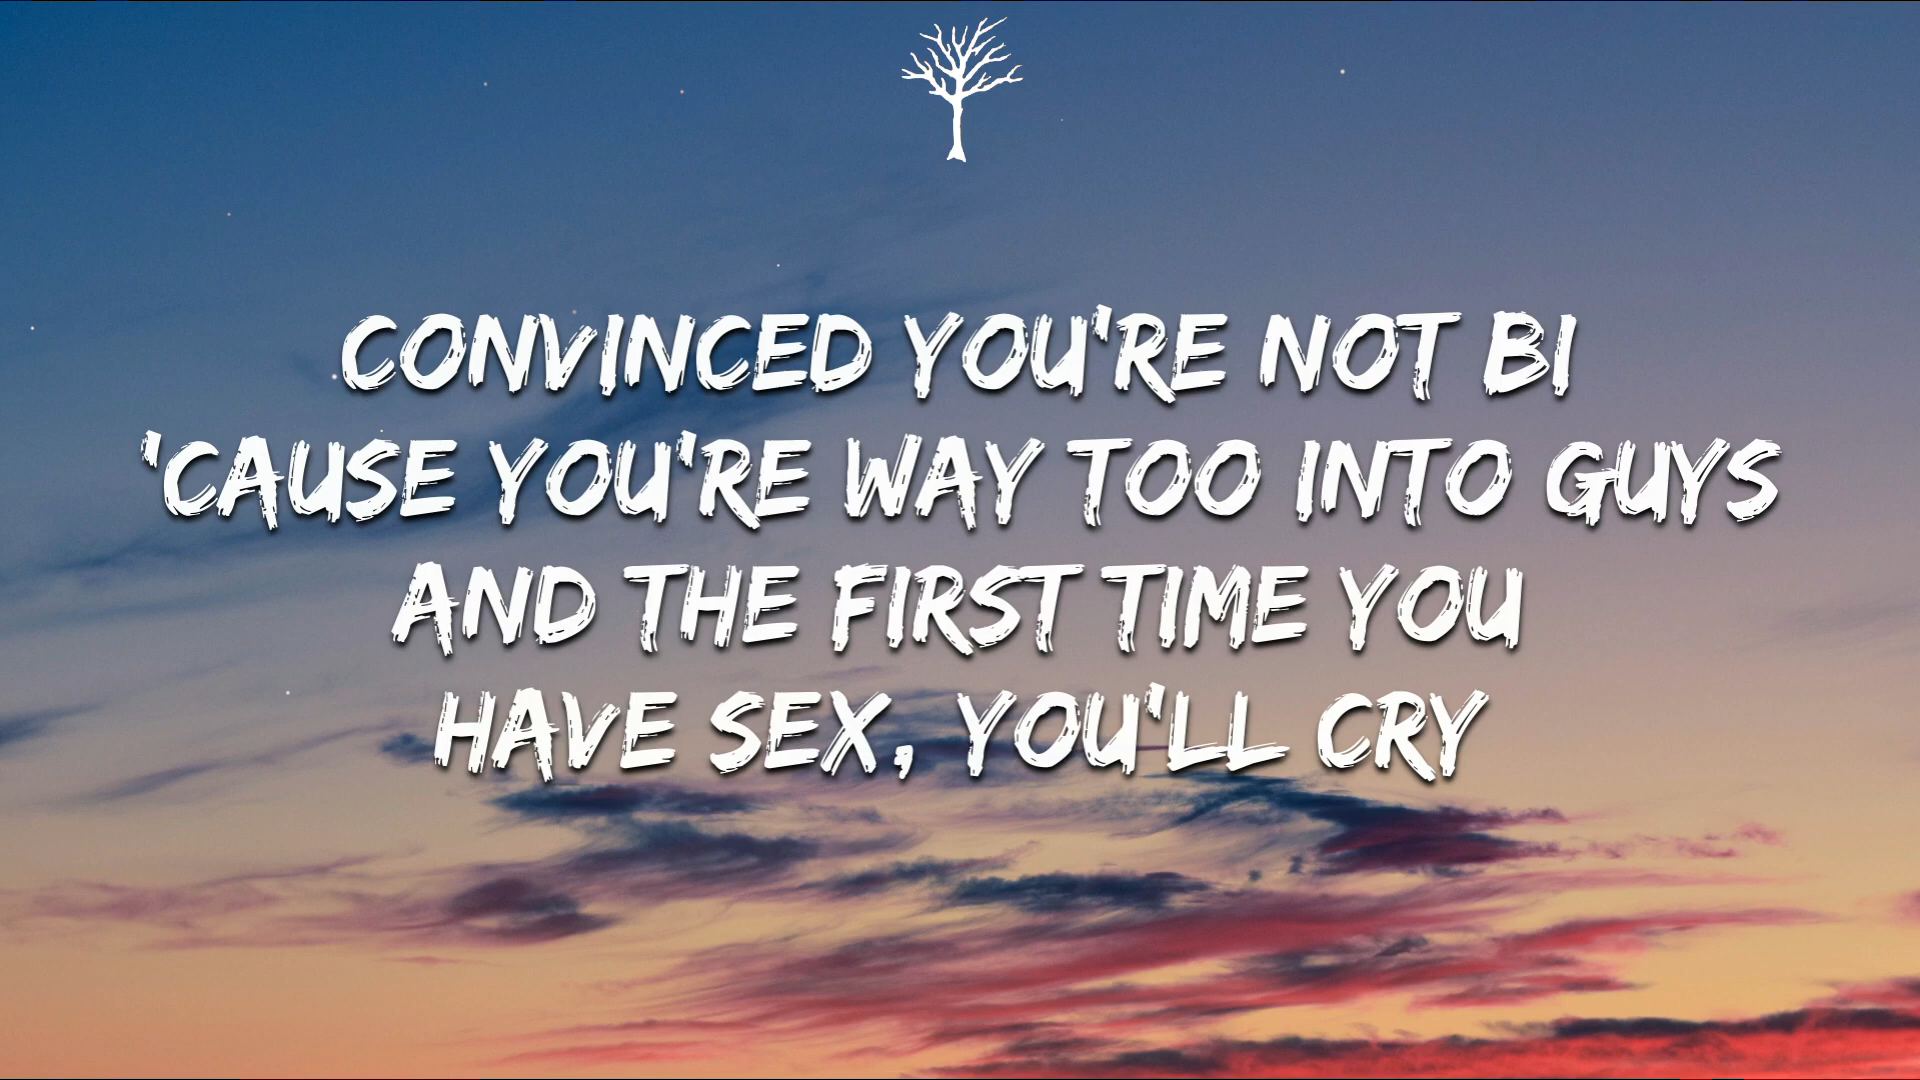 CONVINCED YOU'RE NOT BI
'CAUSE YOU'RE WAY TOO INTO GUYS
AND THE FIRST TIME YOU
HAVE SEX, YOU'LL CRY